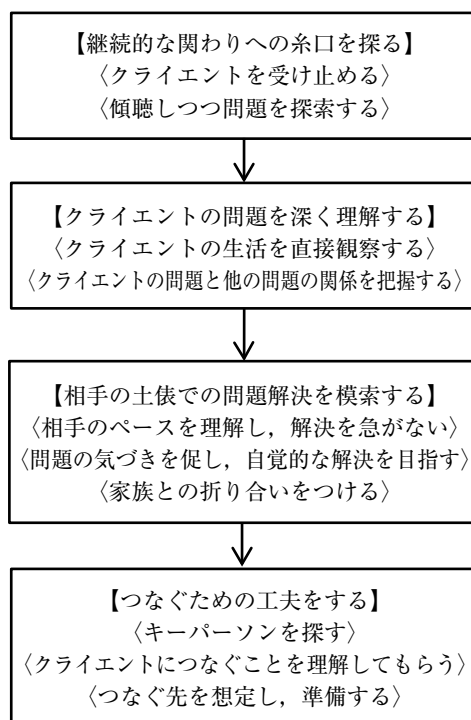 【継続的な関わりへの糸口を探る】
〈クライエントを受け止める〉
〈傾聴しつつ問題を探索する〉
【クライエントの問題を深く理解する】
〈クライエントの生活を直接観察する〉
〈クライエントの問題と他の問題の関係を把握する〉
【相手の土俵での問題解決を模索する】
〈相手のペースを理解し，解決を急がない〉
〈問題の気づきを促し，自覚的な解決を目指す〉
〈家族との折り合いをつける〉
【つなぐための工夫をする】
〈キーパーソンを探す〉
〈クライエントにつなぐことを理解してもらう〉
〈つなぐ先を想定し，準備する〉